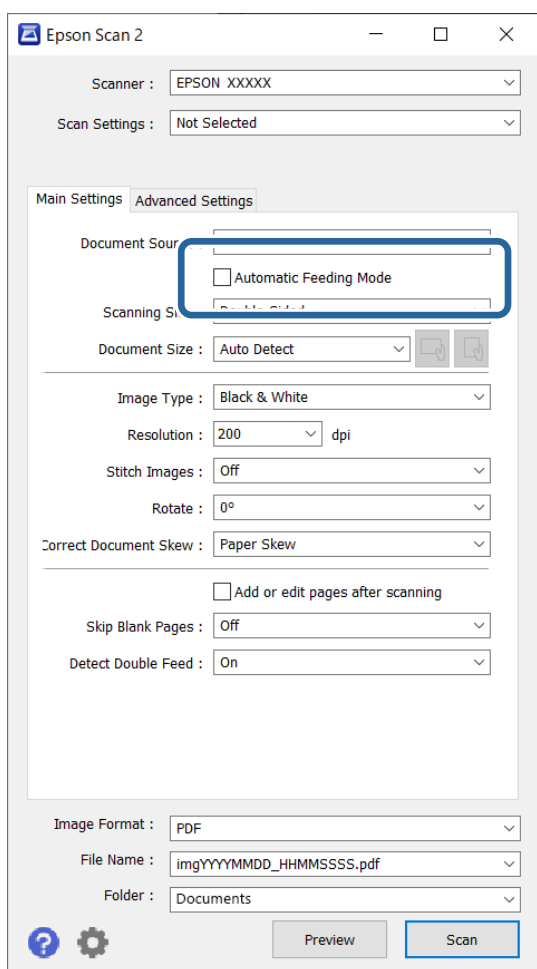 Epson Scan 2
Scanner : EPSON XXXXX
Scan Settings : Not Selected
Main Settings Advanced Settings
Document
Automatic Feeding Mode
Scanning
Document Size : Auto Detect
Image Type : Black & White
Resolution : 200 dpi
Stitch Images : Off
Rotate : 0°
Correct Document Skew : Paper Skew
Add or edit pages after scanning
Skip Blank Pages : Off
Detect Double Feed : On
Image Format : PDF
File Name : imgYYYYMMDD_HHMMSSSS.pdf
Folder : Documents
? Preview Scan